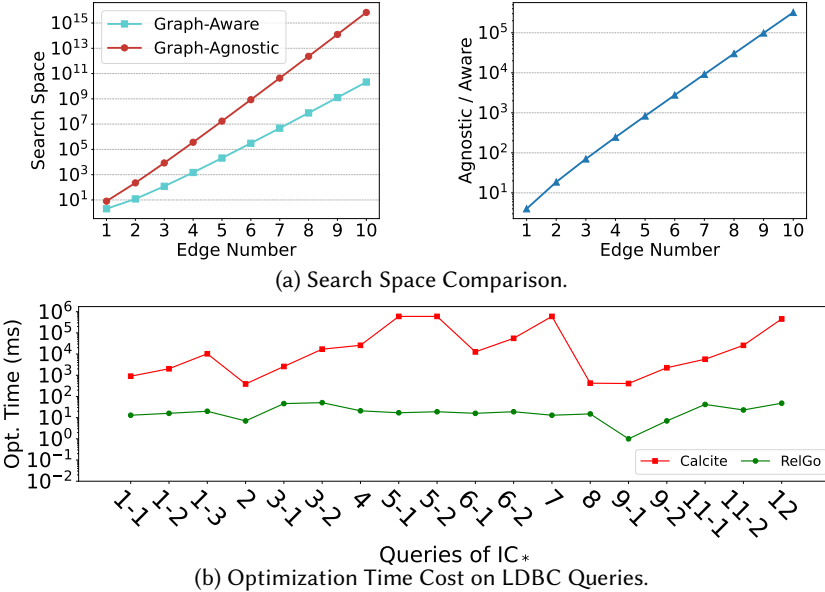 Search Space
10^15
10^13
10^11
10^9
10^7
10^5
10^3
10^1
Graph-Aware
Graph-Agnostic
1 2 3 4 5 6 7 8 9 10
Edge Number
Agnostic / Aware
10^5
10^4
10^3
10^2
10^1
1 2 3 4 5 6 7 8 9 10
Edge Number
(a) Search Space Comparison.
Opt. Time (ms)
10^6
10^5
10^4
10^3
10^2
10^1
10^0
10^−1
10^−2
Calcite RelGo
1-1 1-2 1-3 2 3-1 3-2 4 5-1 5-2 6-1 6-2 7 8 9-1 9-2 11-1 11-2 12
Queries of IC*
(b) Optimization Time Cost on LDBC Queries.